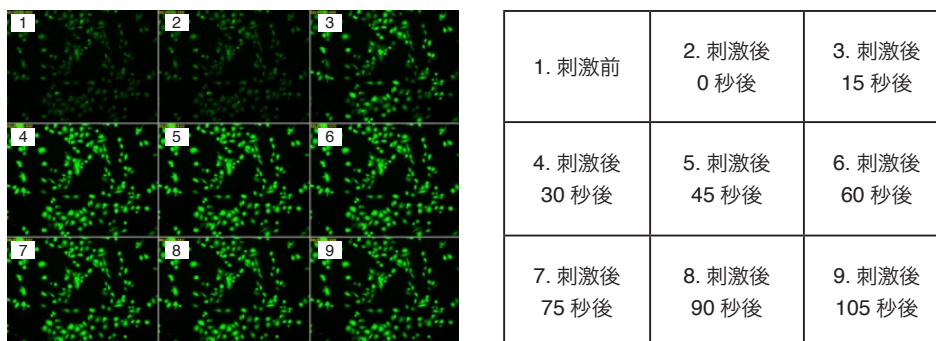 1
2
3
4
5
6
7
8
9
1. 刺激前
2. 刺激後
0 秒後
3. 刺激後
15 秒後
4. 刺激後
30 秒後
5. 刺激後
45 秒後
6. 刺激後
60 秒後
7. 刺激後
75 秒後
8. 刺激後
90 秒後
9. 刺激後
105 秒後